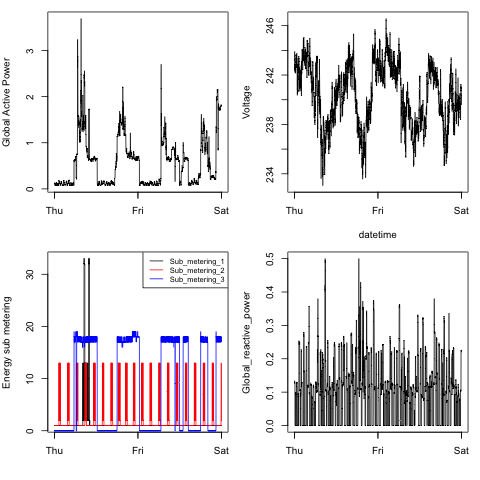 Global Active Power
3
2
1
0
Thu Fri Sat
Voltage
246
242
238
234
Thu Fri Sat
datetime
Energy sub metering
30
20
10
0
Sub_metering_1
Sub_metering_2
Sub_metering_3
Thu Fri Sat
Global_reactive_power
0.5
0.4
0.3
0.2
0.1
0.0
Thu Fri Sat